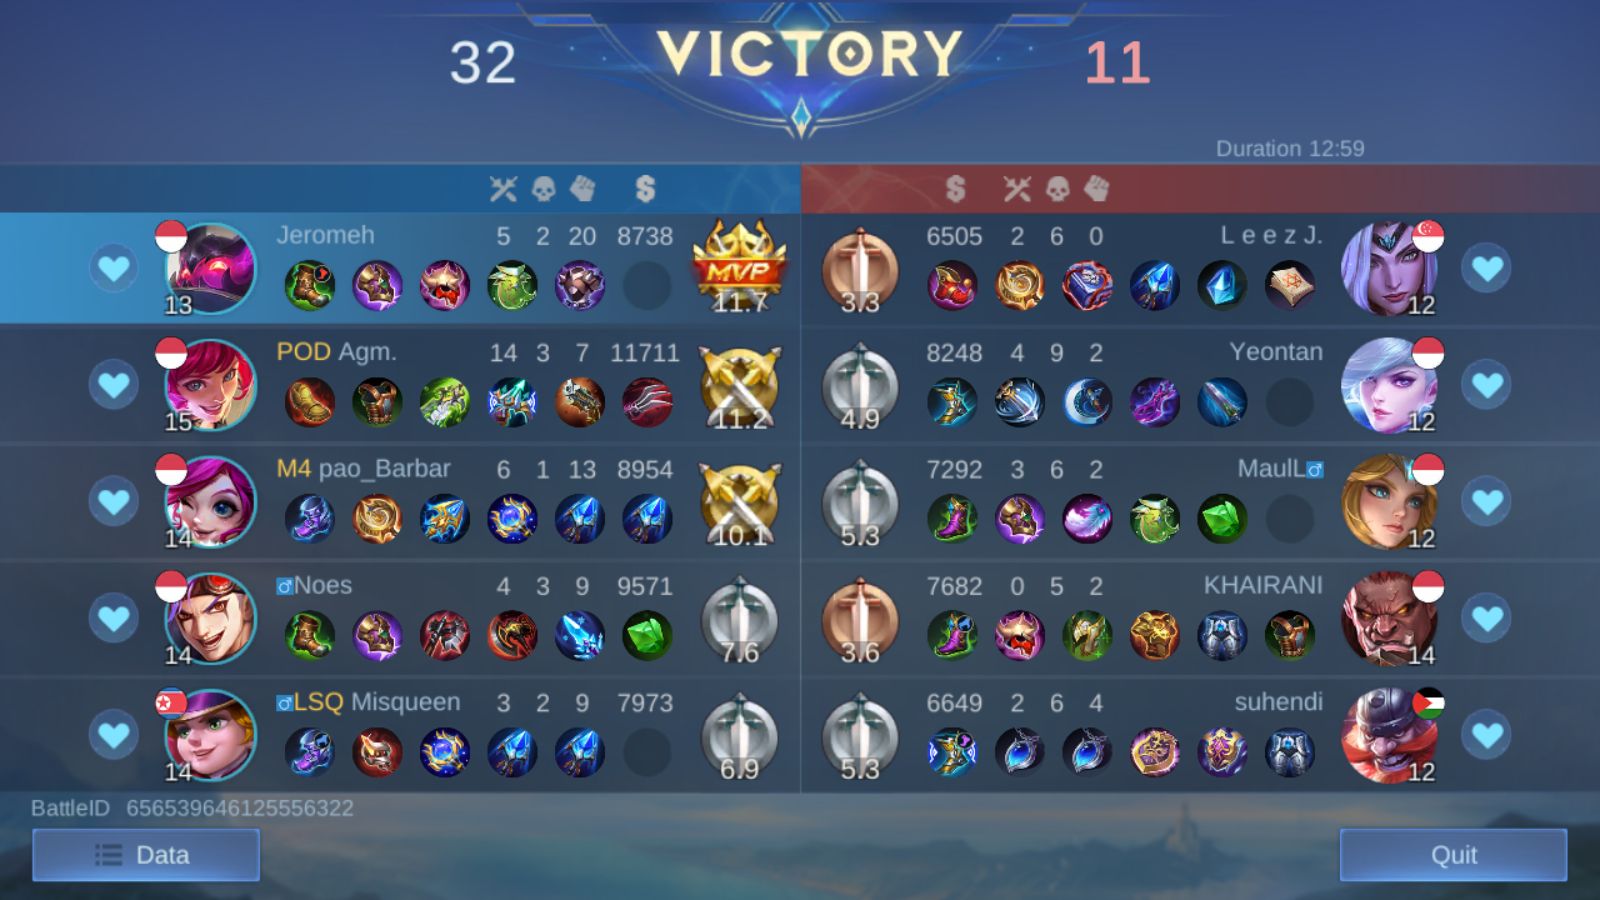 32 VICTORY 11
Duration 12:59
Jeromeh 5 2 20 8738
13 MVP 11.7
6505 2 6 0 L e e z J.
3.3 12
POD Agm. 14 3 7 11711
15 11.2
8248 4 9 2 Yeontan
4.9 12
M4 pao_Barbar 6 1 13 8954
14 10.1
7292 3 6 2 MaulL♂
5.3 12
♂Noes 4 3 9 9571
14 7.6
7682 0 5 2 KHAIRANI
3.6 14
♂LSQ Misqueen 3 2 9 7973
14 6.9
6649 2 6 4 suhendi
5.3 12
BattleID 656539646125556322
Data
Quit